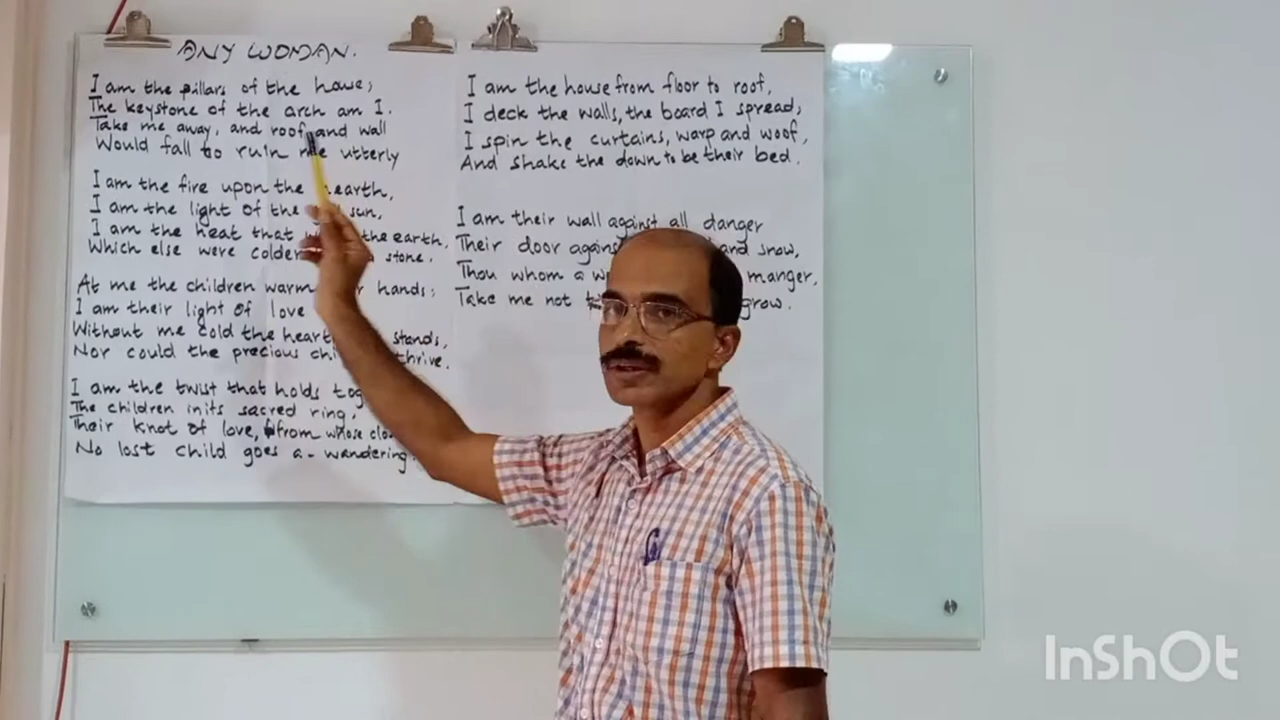 ANY WOMAN.
I am the pillars of the house;
The keystone of the arch am I.
Take me away, and roof and wall
Would fall to ruin me utterly
I am the fire upon the hearth,
I am the light of the sun,
I am the heat that the earth,
Which else were colder stone.
At me the children warm hands;
I am their light of love
Without me cold the hearth stands,
Nor could the precious thrive.
I am the twist that holds
The children in its sacred ring,
Their knot of love, from whose
No lost child goes a-wandering.
I am the house from floor to roof,
I deck the walls, the board I spread;
I spin the curtains, warp and woof,
And shake the down to be their bed.
I am their wall against all danger
Their door against and snow,
Thou whom a manger,
Take me not grow.
InShOt